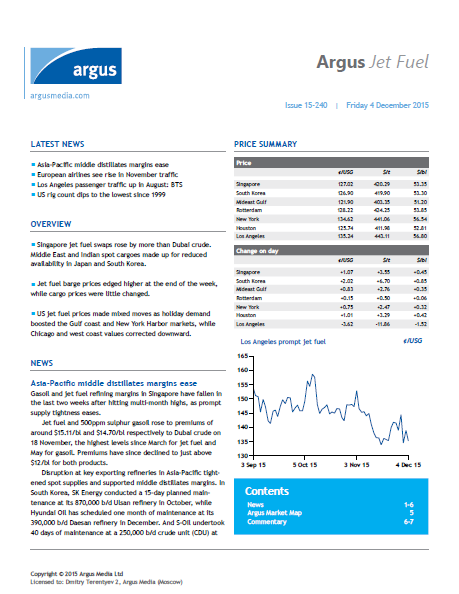 argus
argusmedia.com
Argus Jet Fuel
Issue 15-240 | Friday 4 December 2015
LATEST NEWS
Asia-Pacific middle distillates margins ease
European airlines see rise in November traffic
Los Angeles passenger traffic up in August: BTS
US rig count dips to the lowest since 1999
OVERVIEW
Singapore jet fuel swaps rose by more than Dubai crude.
Middle East and Indian spot cargoes made up for reduced
availability in Japan and South Korea.
Jet fuel barge prices edged higher at the end of the week,
while cargo prices were little changed.
US jet fuel prices made mixed moves as holiday demand
boosted the Gulf coast and New York Harbor markets, while
Chicago and west coast values corrected downward.
NEWS
Asia-Pacific middle distillates margins ease
Gasoil and jet fuel refining margins in Singapore have fallen in
the last two weeks after hitting multi-month highs, as prompt
supply tightness eases.
Jet fuel and 500ppm sulphur gasoil rose to premiums of
around $15.11/bl and $14.70/bl respectively to Dubai crude on
18 November, the highest levels since March for jet fuel and
May for gasoil. Premiums have since declined to just above
$12/bl for both products.
Disruption at key exporting refineries in Asia-Pacific tight-
ened spot supplies and supported middle distillates margins. In
South Korea, SK Energy conducted a 15-day planned main-
tenance at its 870,000 b/d Ulsan refinery in October, while
Hyundai Oil has scheduled one month of maintenance at its
390,000 b/d Daesan refinery in December. And S-Oil undertook
40 days of maintenance at a 250,000 b/d crude unit (CDU) at
PRICE SUMMARY
Price
¢/USG $/t $/bl
Singapore 127.02 420.29 53.35
South Korea 126.90 419.90 53.30
Mideast Gulf 121.90 403.35 51.20
Rotterdam 128.22 424.25 53.85
New York 134.62 441.06 56.54
Houston 125.74 411.98 52.81
Los Angeles 135.24 443.11 56.80
Change on day
¢/USG $/t $/bl
Singapore +1.07 +3.55 +0.45
South Korea +2.02 +6.70 +0.85
Mideast Gulf +0.83 +2.76 +0.35
Rotterdam +0.15 +0.50 +0.06
New York +0.75 +2.47 +0.32
Houston +1.01 +3.29 +0.42
Los Angeles -3.62 -11.86 -1.52
Los Angeles prompt jet fuel ¢/USG
165
160
155
150
145
140
135
130
3 Sep 15 5 Oct 15 3 Nov 15 4 Dec 15
Contents
News 1-6
Argus Market Map 5
Commentary 6-7
Copyright © 2015 Argus Media Ltd
Licensed to: Dmitry Terentyev 2, Argus Media (Moscow)